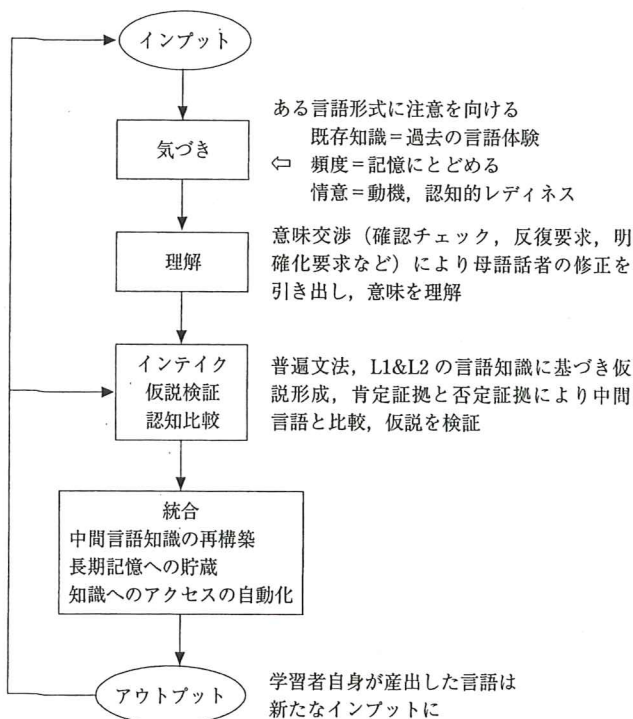 インプット
気づき
ある言語形式に注意を向ける
既存知識＝過去の言語体験
⇦ 頻度＝記憶にとどめる
情意＝動機，認知的レディネス
理解
意味交渉（確認チェック，反復要求，明
確化要求など）により母語話者の修正を
引き出し，意味を理解
インテイク
仮説検証
認知比較
普遍文法，L1&L2 の言語知識に基づき仮
説形成，肯定証拠と否定証拠により中間
言語と比較，仮説を検証
統合
中間言語知識の再構築
長期記憶への貯蔵
知識へのアクセスの自動化
アウトプット
学習者自身が産出した言語は
新たなインプットに